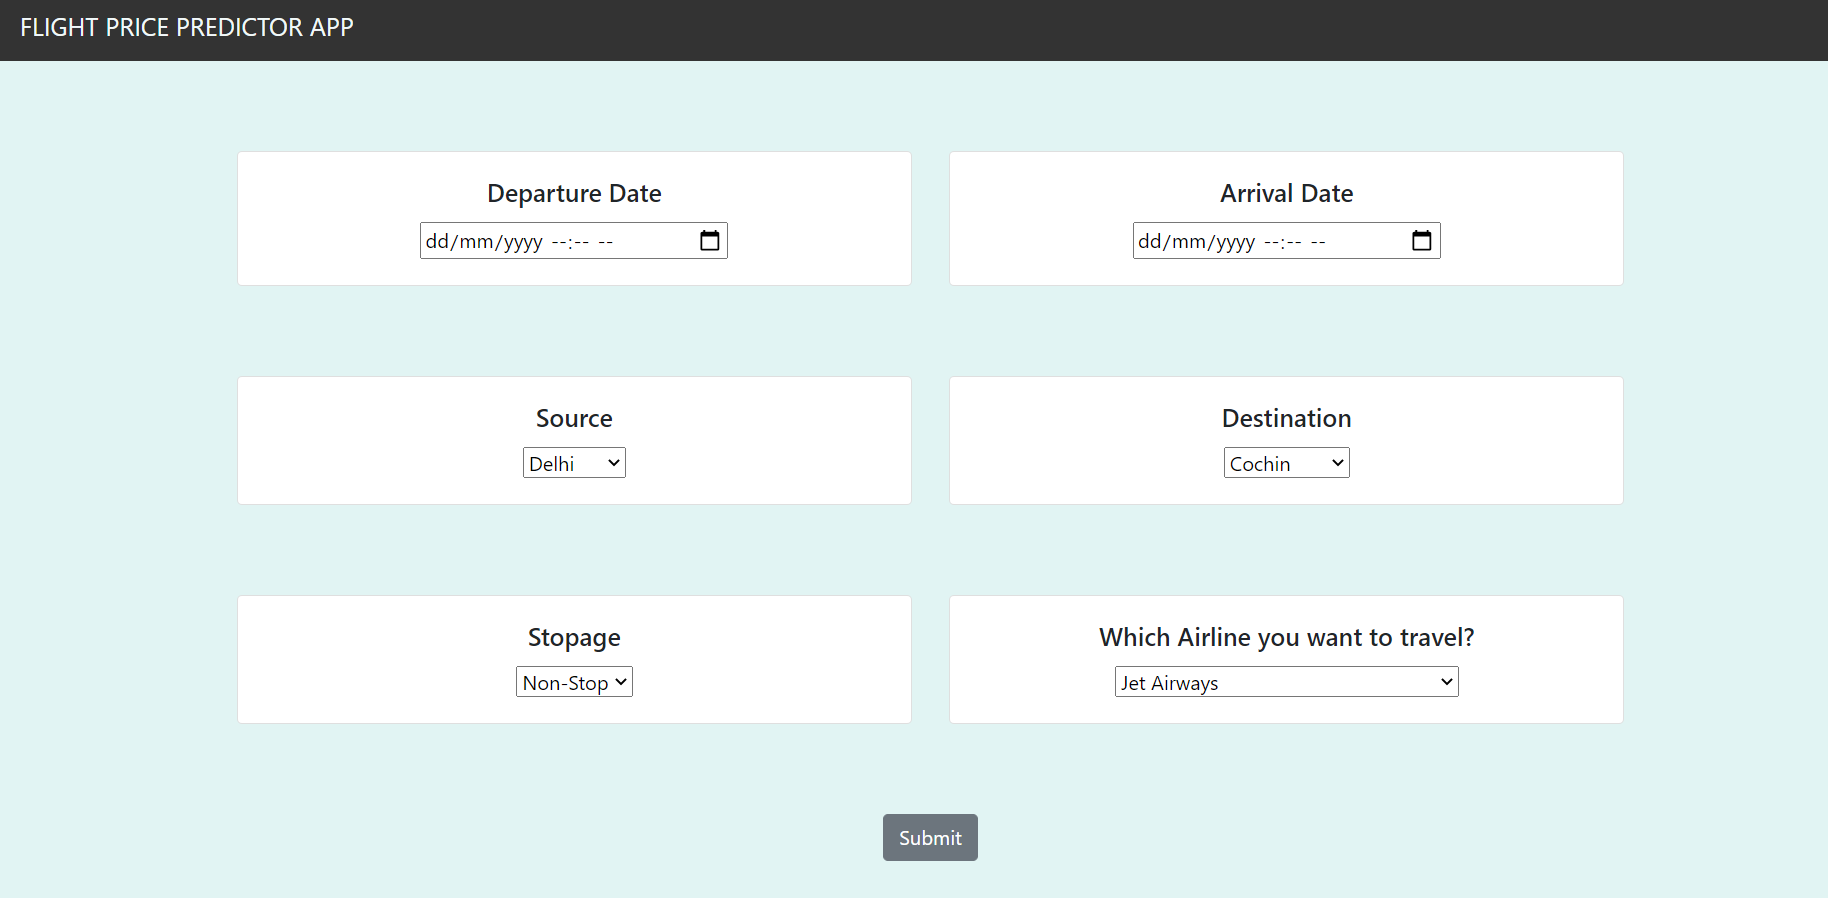 FLIGHT PRICE PREDICTOR APP
Departure Date
dd/mm/yyyy --:-- --
Arrival Date
dd/mm/yyyy --:-- --
Source
Delhi
Destination
Cochin
Stopage
Non-Stop
Which Airline you want to travel?
Jet Airways
Submit